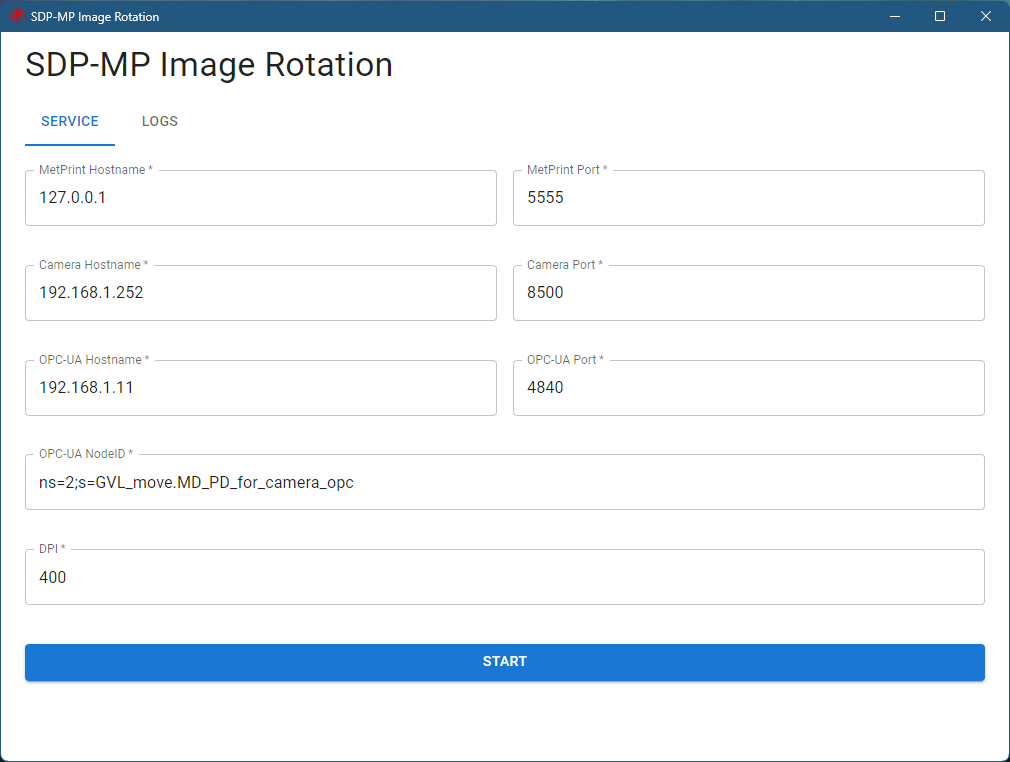 SDP-MP Image Rotation
SDP-MP Image Rotation
SERVICE LOGS
MetPrint Hostname * MetPrint Port *
127.0.0.1 5555
Camera Hostname * Camera Port *
192.168.1.252 8500
OPC-UA Hostname * OPC-UA Port *
192.168.1.11 4840
OPC-UA NodeID *
ns=2;s=GVL_move.MD_PD_for_camera_opc
DPI *
400
START